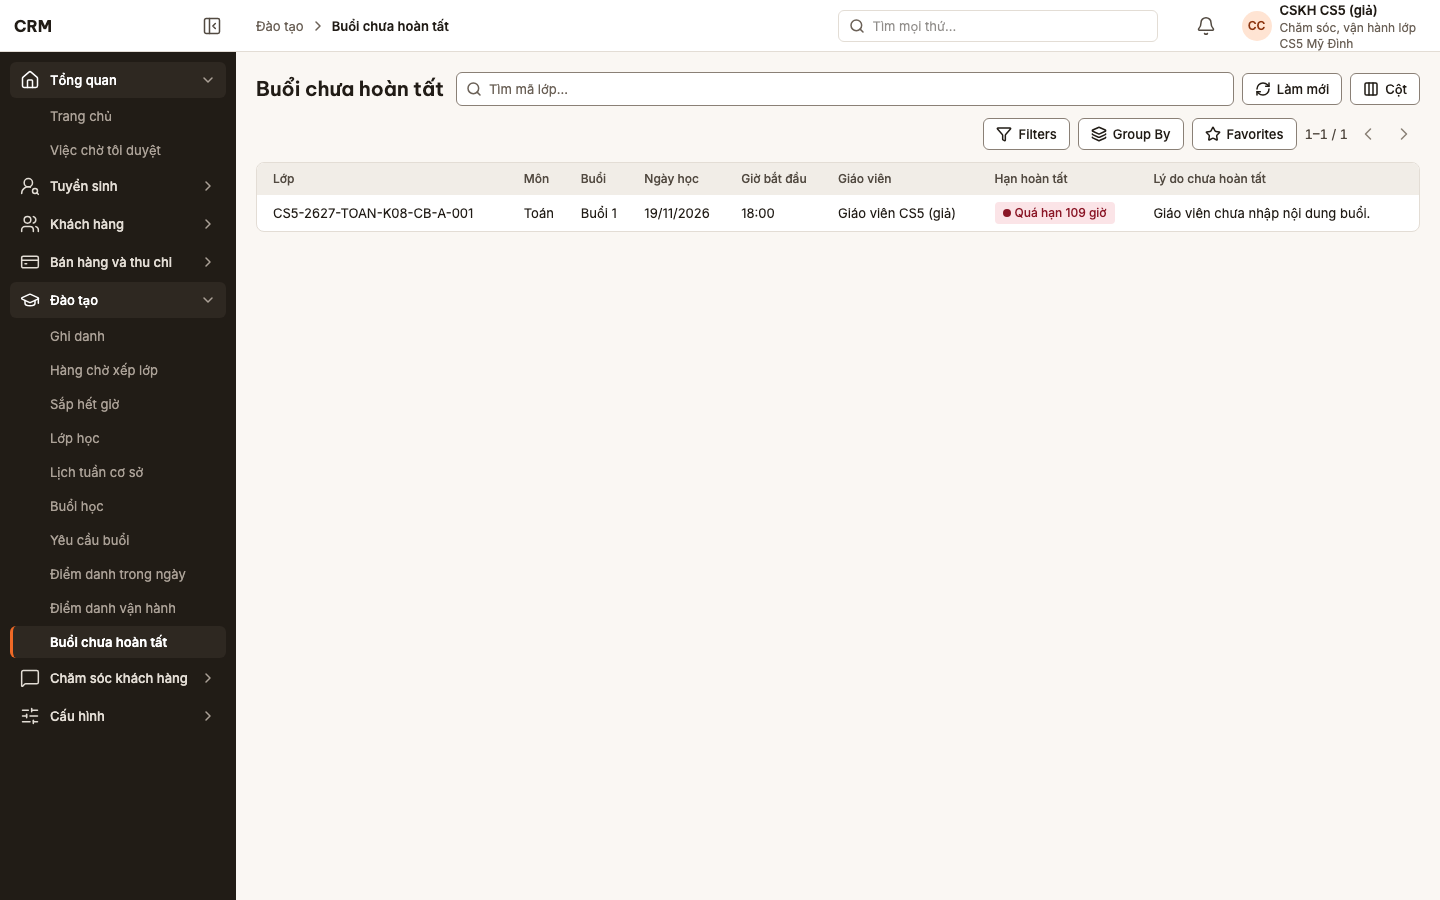 CRM
Đào tạo > Buổi chưa hoàn tất
Tìm mọi thứ...
CC
CSKH CS5 (giả)
Chăm sóc, vận hành lớp
CS5 Mỹ Đình
Tổng quan
Trang chủ
Việc chờ tôi duyệt
Tuyển sinh
Khách hàng
Bán hàng và thu chi
Đào tạo
Ghi danh
Hàng chờ xếp lớp
Sắp hết giờ
Lớp học
Lịch tuần cơ sở
Buổi học
Yêu cầu buổi
Điểm danh trong ngày
Điểm danh vận hành
Buổi chưa hoàn tất
Chăm sóc khách hàng
Cấu hình
Buổi chưa hoàn tất
Tìm mã lớp...
Làm mới
Cột
Filters
Group By
Favorites
1–1 / 1
Lớp Môn Buổi Ngày học Giờ bắt đầu Giáo viên Hạn hoàn tất Lý do chưa hoàn tất
CS5-2627-TOAN-K08-CB-A-001 Toán Buổi 1 19/11/2026 18:00 Giáo viên CS5 (giả) Quá hạn 109 giờ Giáo viên chưa nhập nội dung buổi.